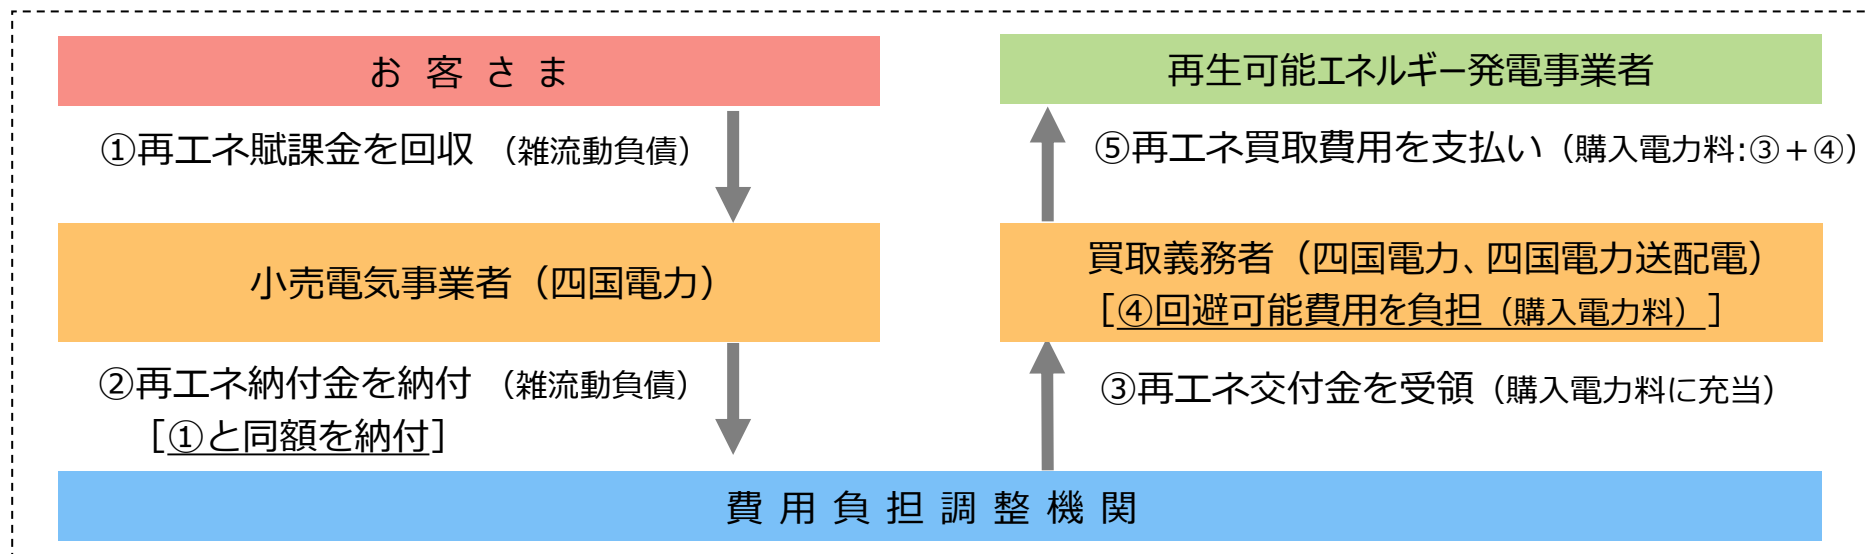 お客さま
①再エネ賦課金を回収 （雑流動負債）
小売電気事業者（四国電力）
②再エネ納付金を納付 （雑流動負債）
［①と同額を納付］
再生可能エネルギー発電事業者
⑤再エネ買取費用を支払い（購入電力料:③＋④）
買取義務者（四国電力、四国電力送配電）
［④回避可能費用を負担（購入電力料）］
③再エネ交付金を受領（購入電力料に充当）
費用負担調整機関